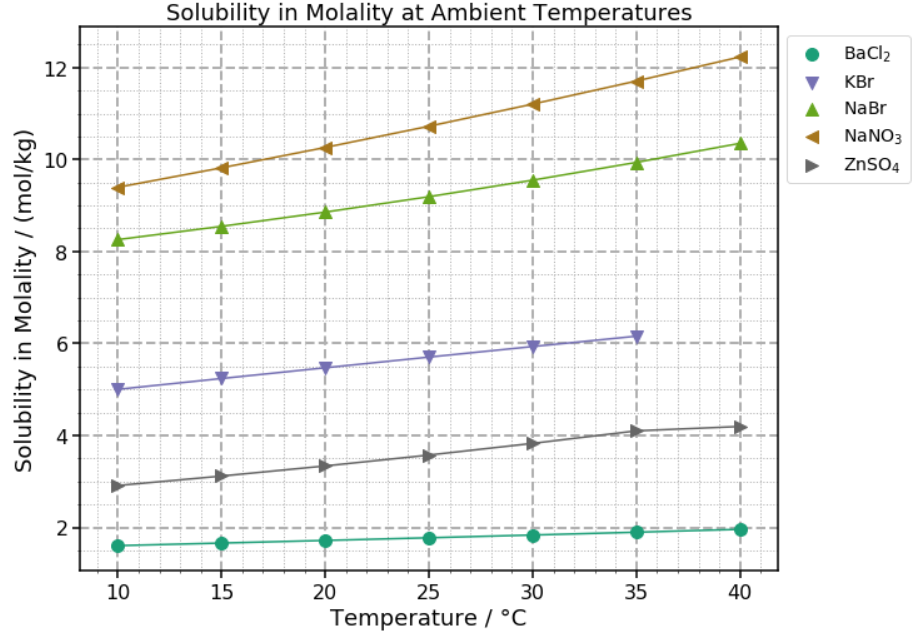 Solubility in Molality at Ambient Temperatures
BaCl₂
KBr
NaBr
NaNO₃
ZnSO₄
Solubility in Molality / (mol/kg)
12
10
8
6
4
2
10 15 20 25 30 35 40
Temperature / °C